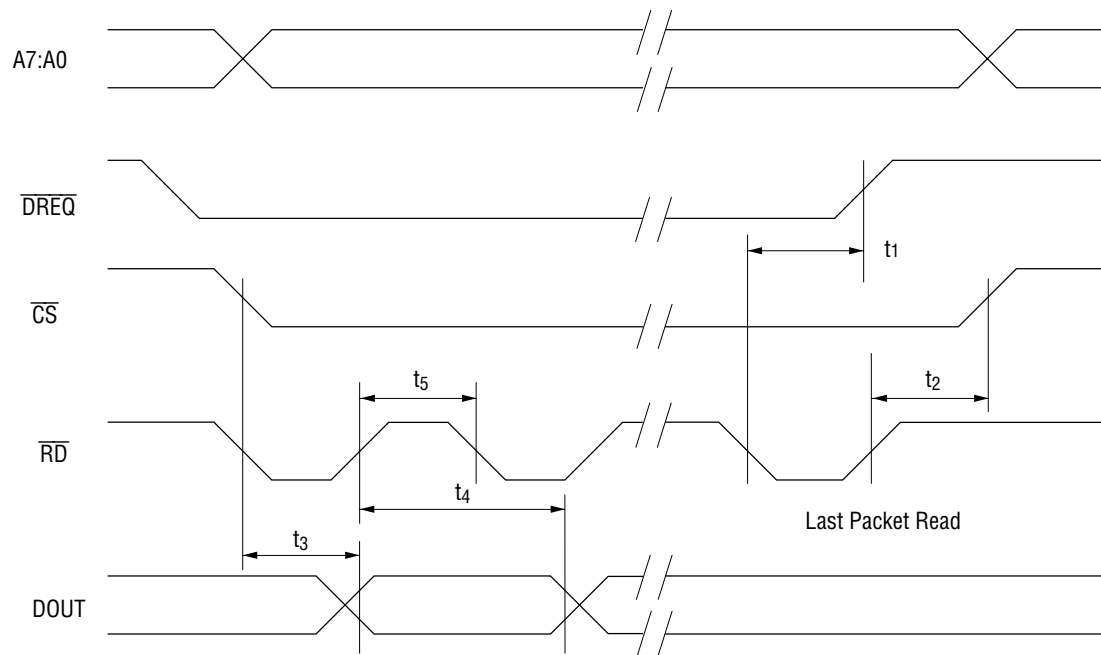 A7:A0
DREQ
t1
CS
t5
t2
RD
t4
Last Packet Read
t3
DOUT